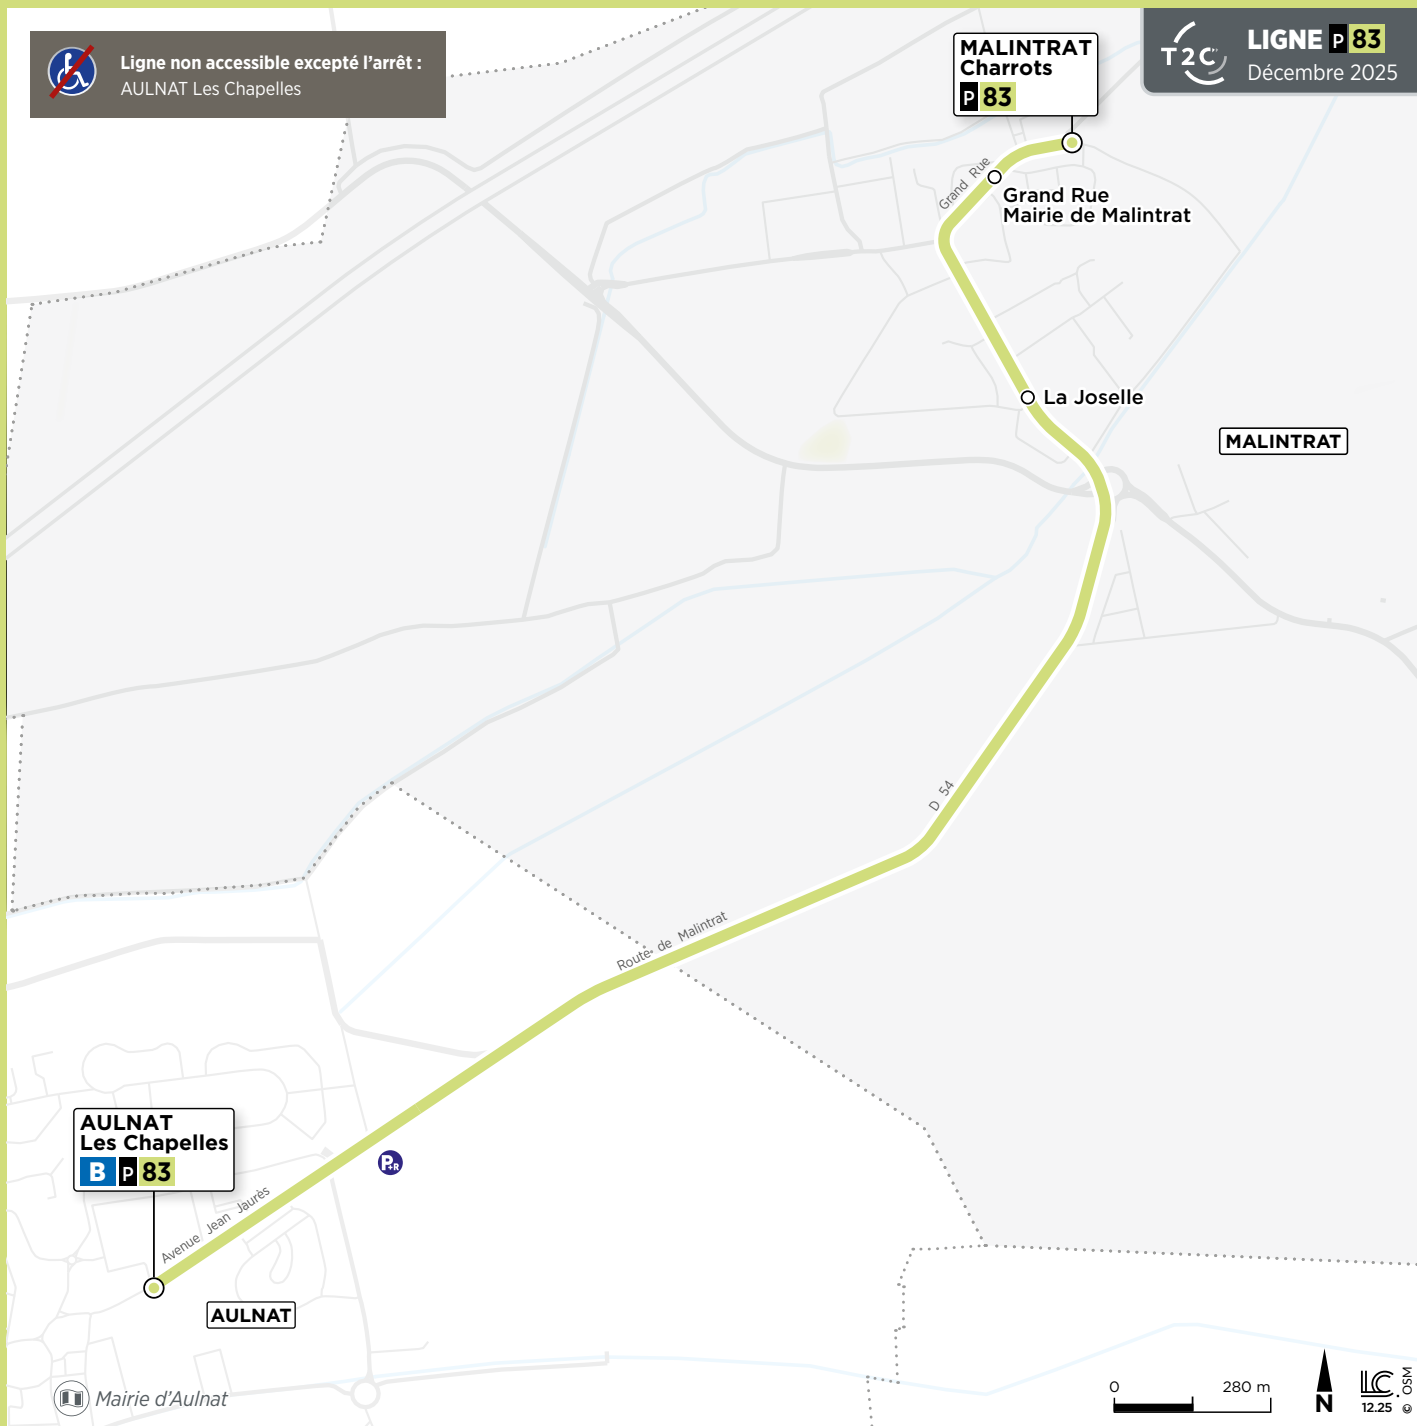 Ligne non accessible excepté l'arrêt :
AULNAT Les Chapelles
MALINTRAT
Charrots
P 83
T2C
LIGNE P 83
Décembre 2025
Grand Rue
Grand Rue
Mairie de Malintrat
La Joselle
MALINTRAT
D 54
Route de Malintrat
AULNAT
Les Chapelles
B P 83
P+R
Avenue Jean Jaurès
AULNAT
Mairie d'Aulnat
0 280 m
N
LC.
12.25
© OSM